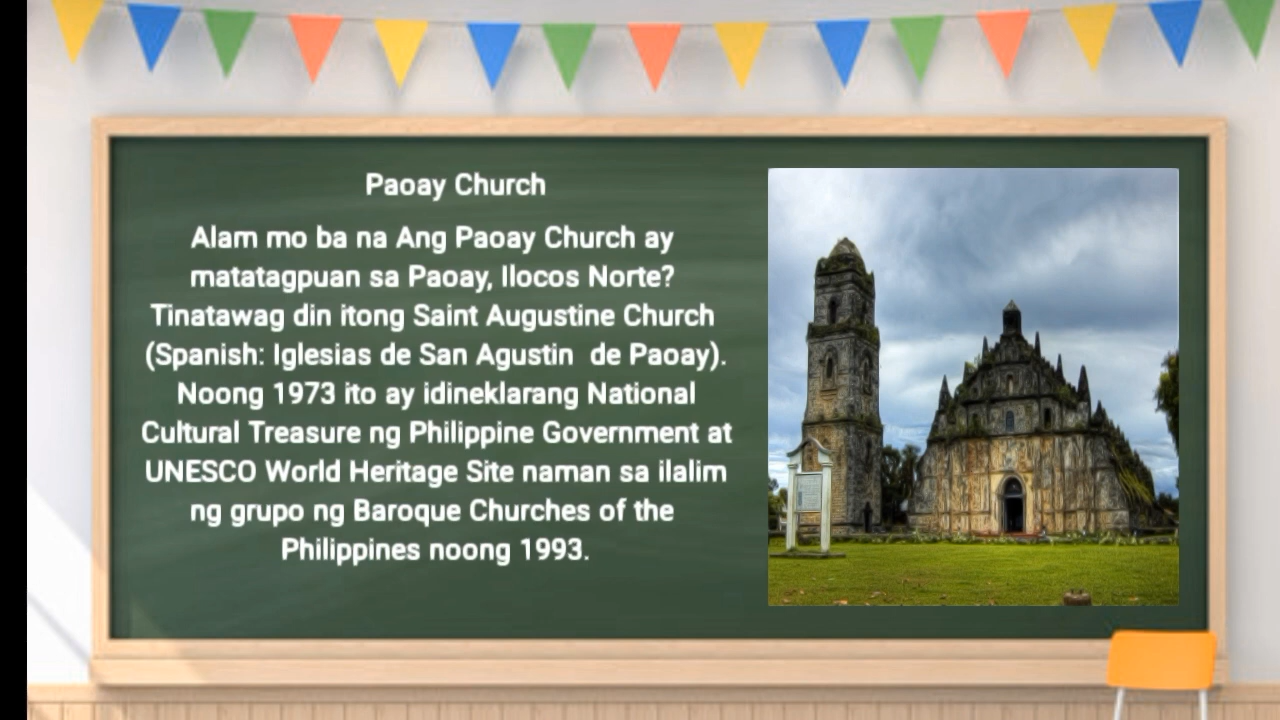 Paoay Church
Alam mo ba na Ang Paoay Church ay
matatagpuan sa Paoay, Ilocos Norte?
Tinatawag din itong Saint Augustine Church
(Spanish: Iglesias de San Agustin  de Paoay).
Noong 1973 ito ay idineklarang National
Cultural Treasure ng Philippine Government at
UNESCO World Heritage Site naman sa ilalim
ng grupo ng Baroque Churches of the
Philippines noong 1993.